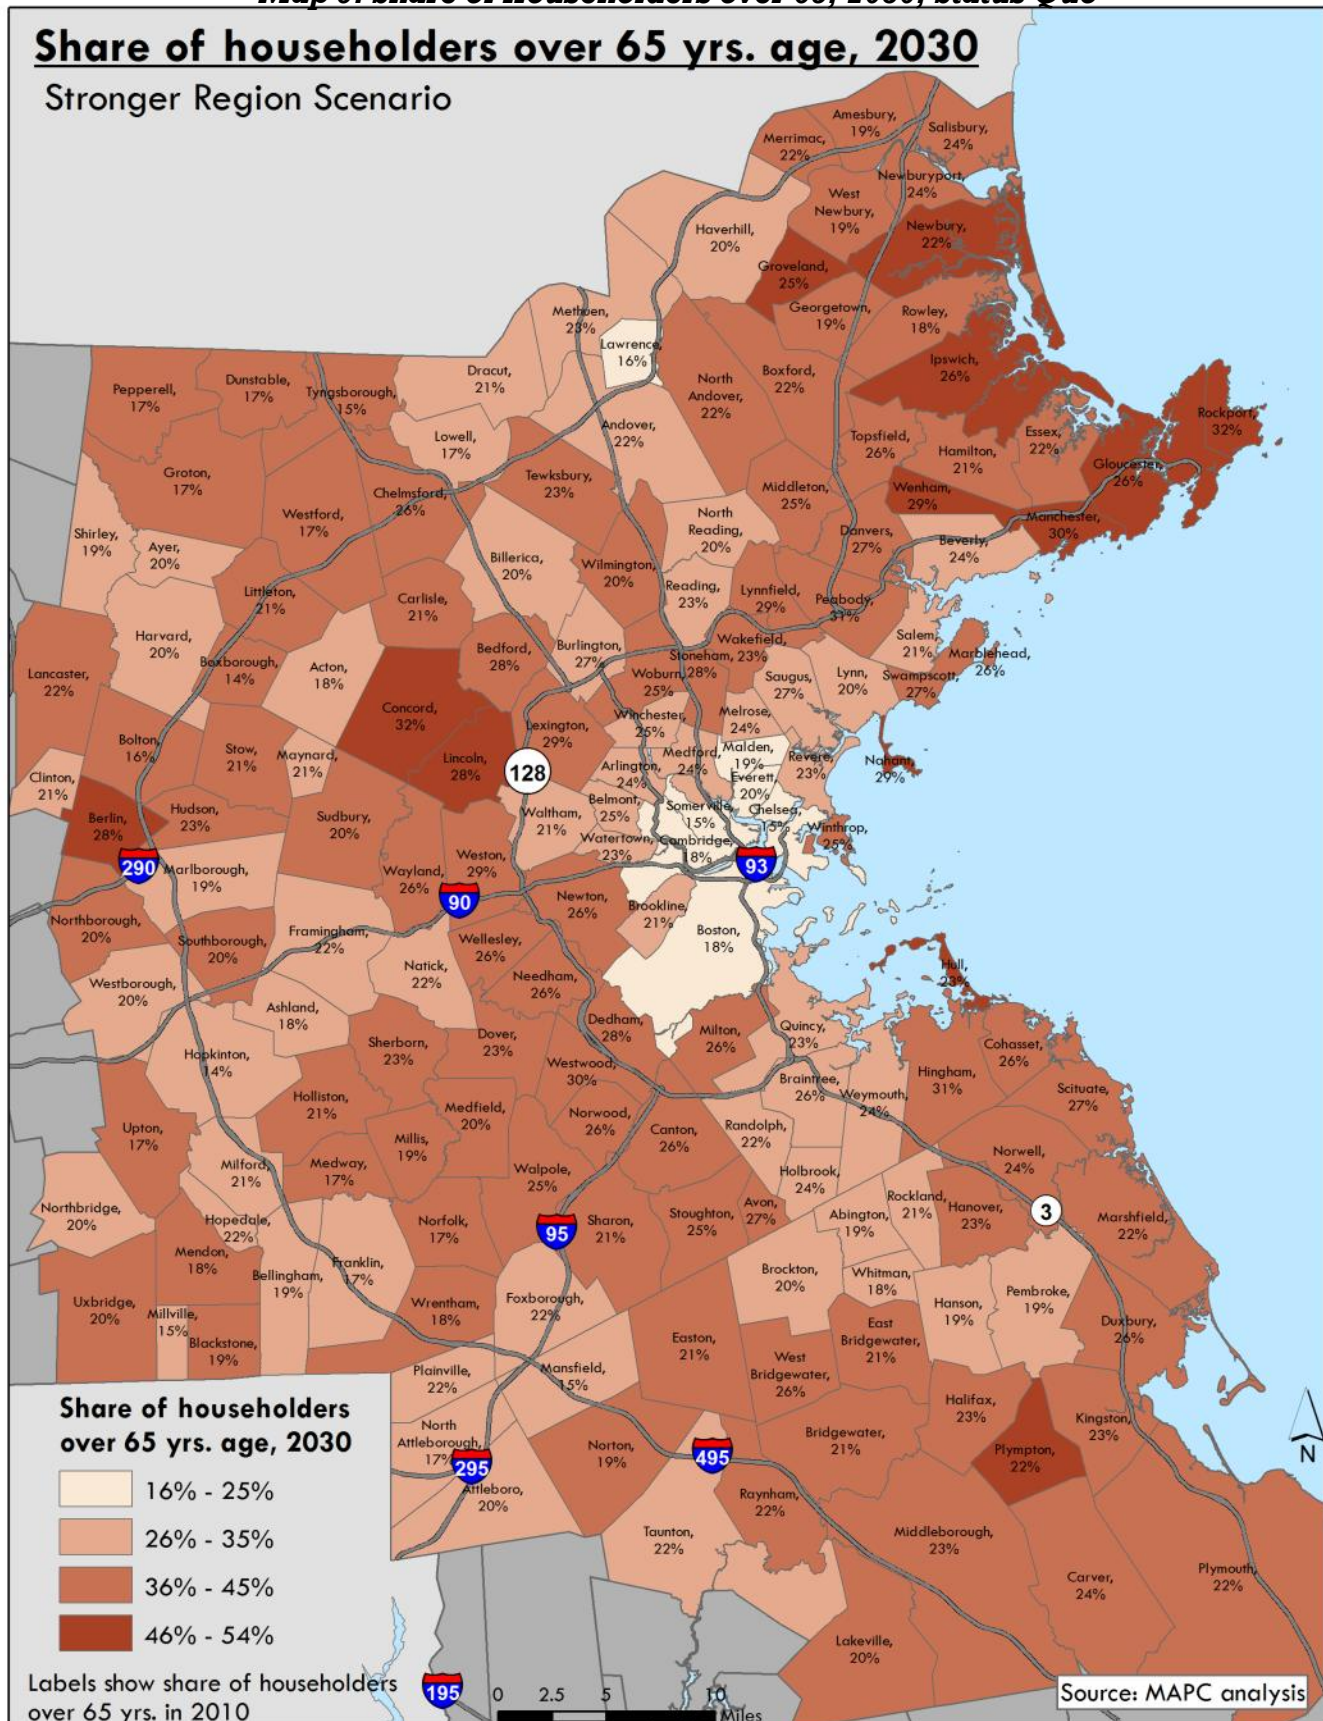 Map 3: Share of Householders over 65, 2030, Status Quo
Share of householders over 65 yrs. age, 2030
Stronger Region Scenario
Amesbury,
19%
Salisbury,
24%
Merrimac,
22%
Newburyport,
24%
West
Newbury,
19%
Haverhill,
20%
Newbury,
22%
Groveland,
25%
Methuen,
23%
Georgetown,
19%
Rowley,
18%
Lawrence,
16%
Ipswich,
26%
Dracut,
21%
Boxford,
22%
North
Andover,
22%
Pepperell,
17%
Dunstable,
17%
Tyngsborough,
15%
Rockport,
32%
Andover,
22%
Lowell,
17%
Topsfield,
26%
Hamilton,
21%
Essex,
22%
Gloucester,
26%
Groton,
17%
Tewksbury,
23%
Chelmsford,
26%
Middleton,
25%
Wenham,
29%
Westford,
17%
North
Reading,
20%
Manchester,
30%
Danvers,
27%
Beverly,
24%
Shirley,
19%
Ayer,
20%
Billerica,
20%
Wilmington,
20%
Reading,
23%
Lynnfield,
29%
Peabody,
31%
Littleton,
21%
Carlisle,
21%
Harvard,
20%
Burlington,
27%
Bedford,
28%
Wakefield,
23%
Salem,
21%
Marblehead,
26%
Stoneham,
28%
Lancaster,
22%
Boxborough,
14%
Acton,
18%
Woburn,
25%
Saugus,
27%
Lynn,
20%
Swampscott,
27%
Concord,
32%
Lexington,
29%
Winchester,
25%
Melrose,
24%
Bolton,
16%
Stow,
21%
Maynard,
21%
Lincoln,
28%
128
Arlington,
24%
Medford,
24%
Malden,
19%
Revere,
23%
Nahant,
29%
Clinton,
21%
Everett,
20%
Berlin,
28%
Hudson,
23%
Sudbury,
20%
Waltham,
21%
Belmont,
25%
Somerville,
15%
Chelsea,
15%
Winthrop,
25%
Watertown,
23%
Cambridge,
18%
290
93
Marlborough,
19%
Wayland,
26%
Weston,
29%
90
Newton,
26%
Brookline,
21%
Boston,
18%
Northborough,
20%
Southborough,
20%
Framingham,
22%
Wellesley,
26%
Natick,
22%
Needham,
26%
Hull,
23%
Westborough,
20%
Ashland,
18%
Dedham,
28%
Milton,
26%
Quincy,
23%
Cohasset,
26%
Hopkinton,
14%
Sherborn,
23%
Dover,
23%
Westwood,
30%
Braintree,
26%
Weymouth,
24%
Hingham,
31%
Scituate,
27%
Holliston,
21%
Medfield,
20%
Norwood,
26%
Canton,
26%
Randolph,
22%
Upton,
17%
Millis,
19%
Norwell,
24%
Milford,
21%
Medway,
17%
Walpole,
25%
Holbrook,
24%
Northbridge,
20%
Hopedale,
22%
Norfolk,
17%
95
Sharon,
21%
Stoughton,
25%
Avon,
27%
Abington,
19%
Rockland,
21%
Hanover,
23%
3
Marshfield,
22%
Mendon,
18%
Bellingham,
19%
Franklin,
17%
Brockton,
20%
Whitman,
18%
Uxbridge,
20%
Millville,
15%
Blackstone,
19%
Wrentham,
18%
Foxborough,
22%
Hanson,
19%
Pembroke,
19%
Duxbury,
26%
Easton,
21%
East
Bridgewater,
21%
West
Bridgewater,
26%
Plainville,
22%
Mansfield,
15%
Halifax,
23%
Kingston,
23%
North
Attleborough,
17%
Norton,
19%
Bridgewater,
21%
Plympton,
22%
N
295
495
Attleboro,
20%
Raynham,
22%
Taunton,
22%
Middleborough,
23%
Carver,
24%
Plymouth,
22%
Lakeville,
20%
Share of householders
over 65 yrs. age, 2030
16% - 25%
26% - 35%
36% - 45%
46% - 54%
Labels show share of householders
over 65 yrs. in 2010
195
0 2.5 5 10
Miles
Source: MAPC analysis